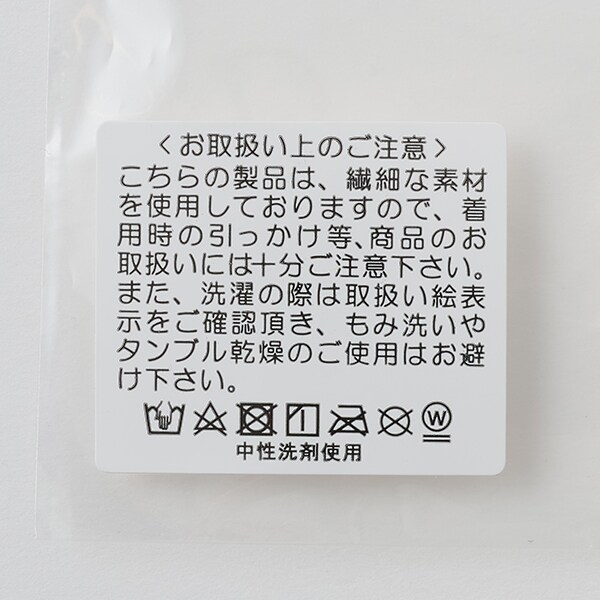 〈お取扱い上のご注意〉
こちらの製品は、繊細な素材
を使用しておりますので、着
用時の引っかけ等、商品のお
取扱いには十分ご注意下さい。
また、洗濯の際は取扱い絵表
示をご確認頂き、もみ洗いや
タンブル乾燥のご使用はお避
け下さい。
W
中性洗剤使用